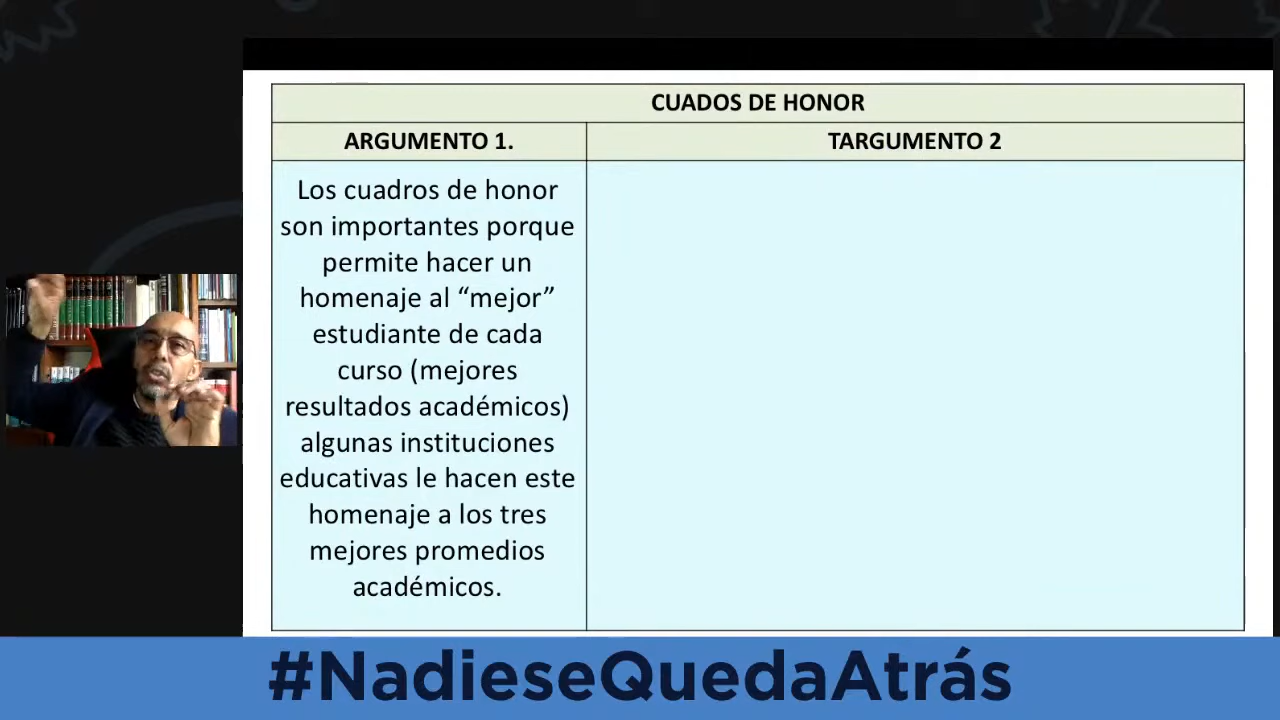 CUADOS DE HONOR
ARGUMENTO 1.
TARGUMENTO 2
Los cuadros de honor
son importantes porque
permite hacer un
homenaje al “mejor”
estudiante de cada
curso (mejores
resultados académicos)
algunas instituciones
educativas le hacen este
homenaje a los tres
mejores promedios
académicos.
#NadieseQuedaAtrás